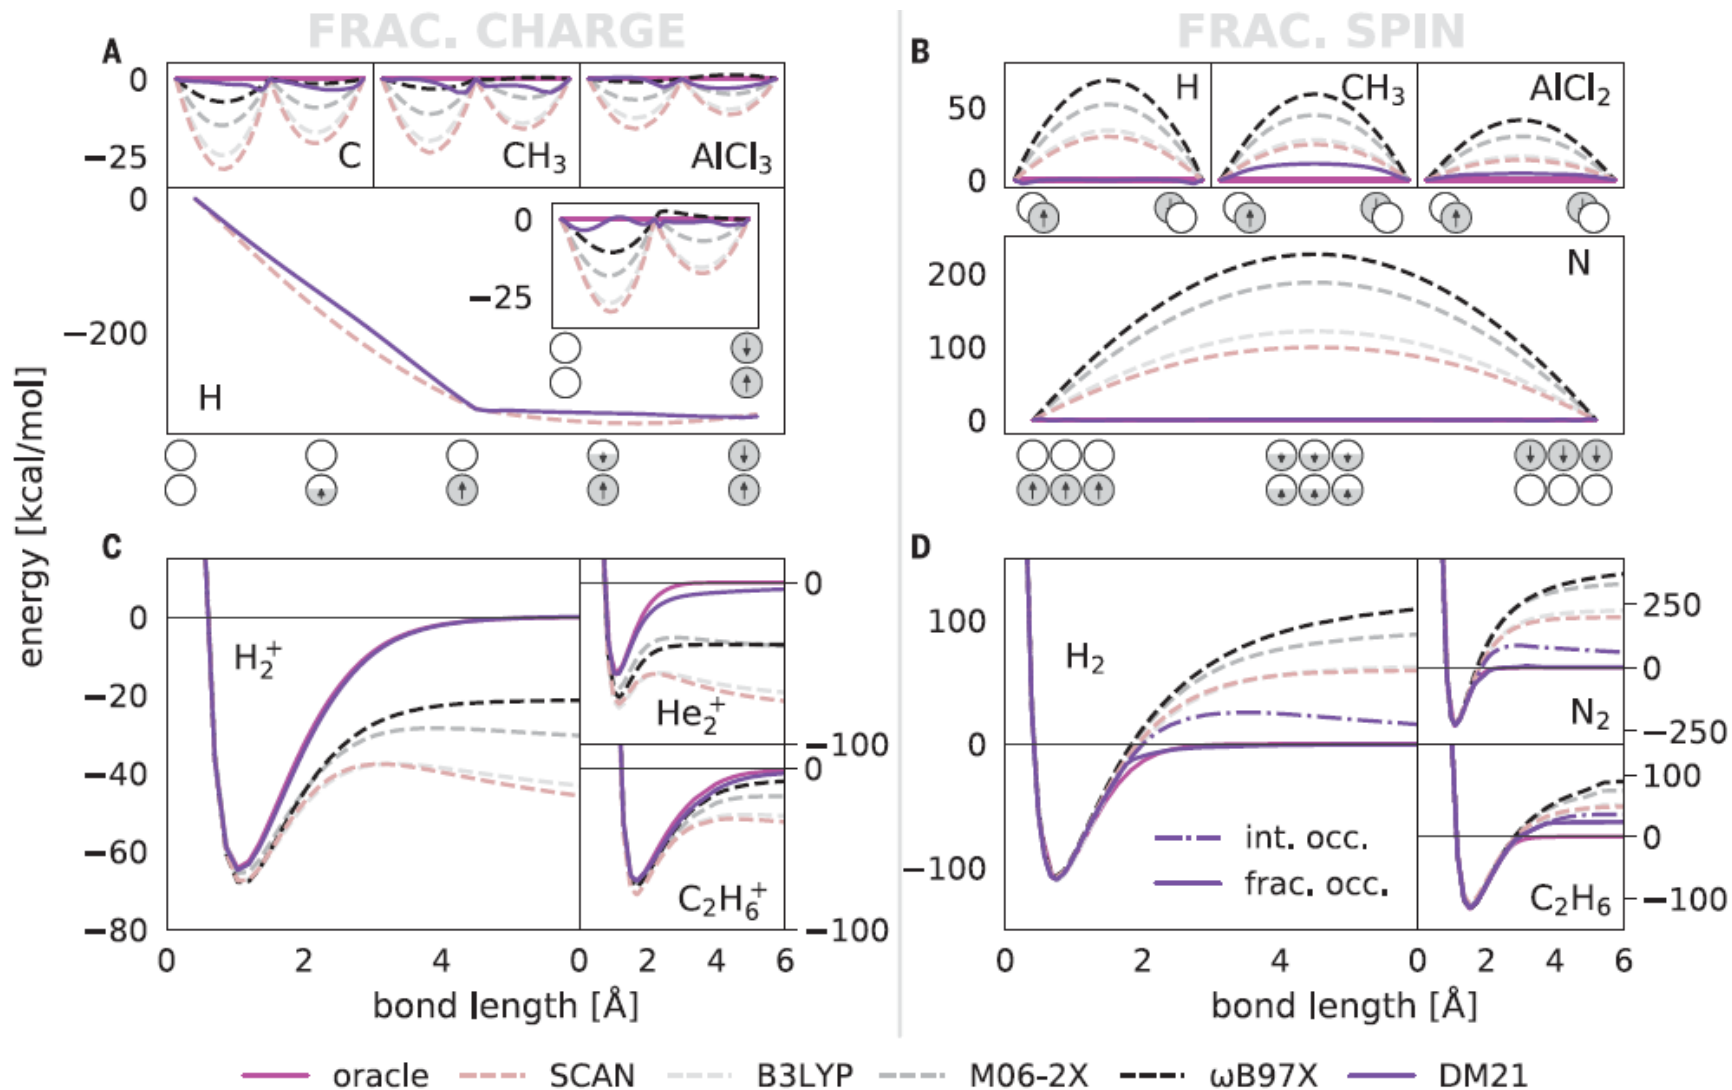 FRAC. CHARGE
FRAC. SPIN
A
0
−25
C
CH3
AlCl3
0
−200
H
0
−25
B
50
0
H
CH3
AlCl2
200
100
0
N
energy [kcal/mol]
C
0
−20
−40
−60
−80
H2+
0
He2+
−100
0
C2H6+
−100
0 2 4 0 2 4 6
bond length [Å]
D
100
0
−100
H2
int. occ.
frac. occ.
250
0
−250
N2
100
0
−100
C2H6
0 2 4 0 2 4 6
bond length [Å]
oracle SCAN B3LYP M06-2X ωB97X DM21